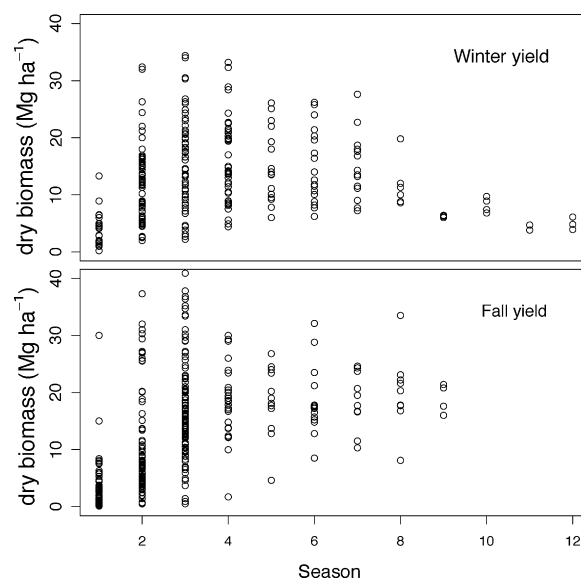 40
30
20
10
0
dry biomass (Mg ha⁻¹)
Winter yield
40
30
20
10
0
dry biomass (Mg ha⁻¹)
Fall yield
2 4 6 8 10 12
Season